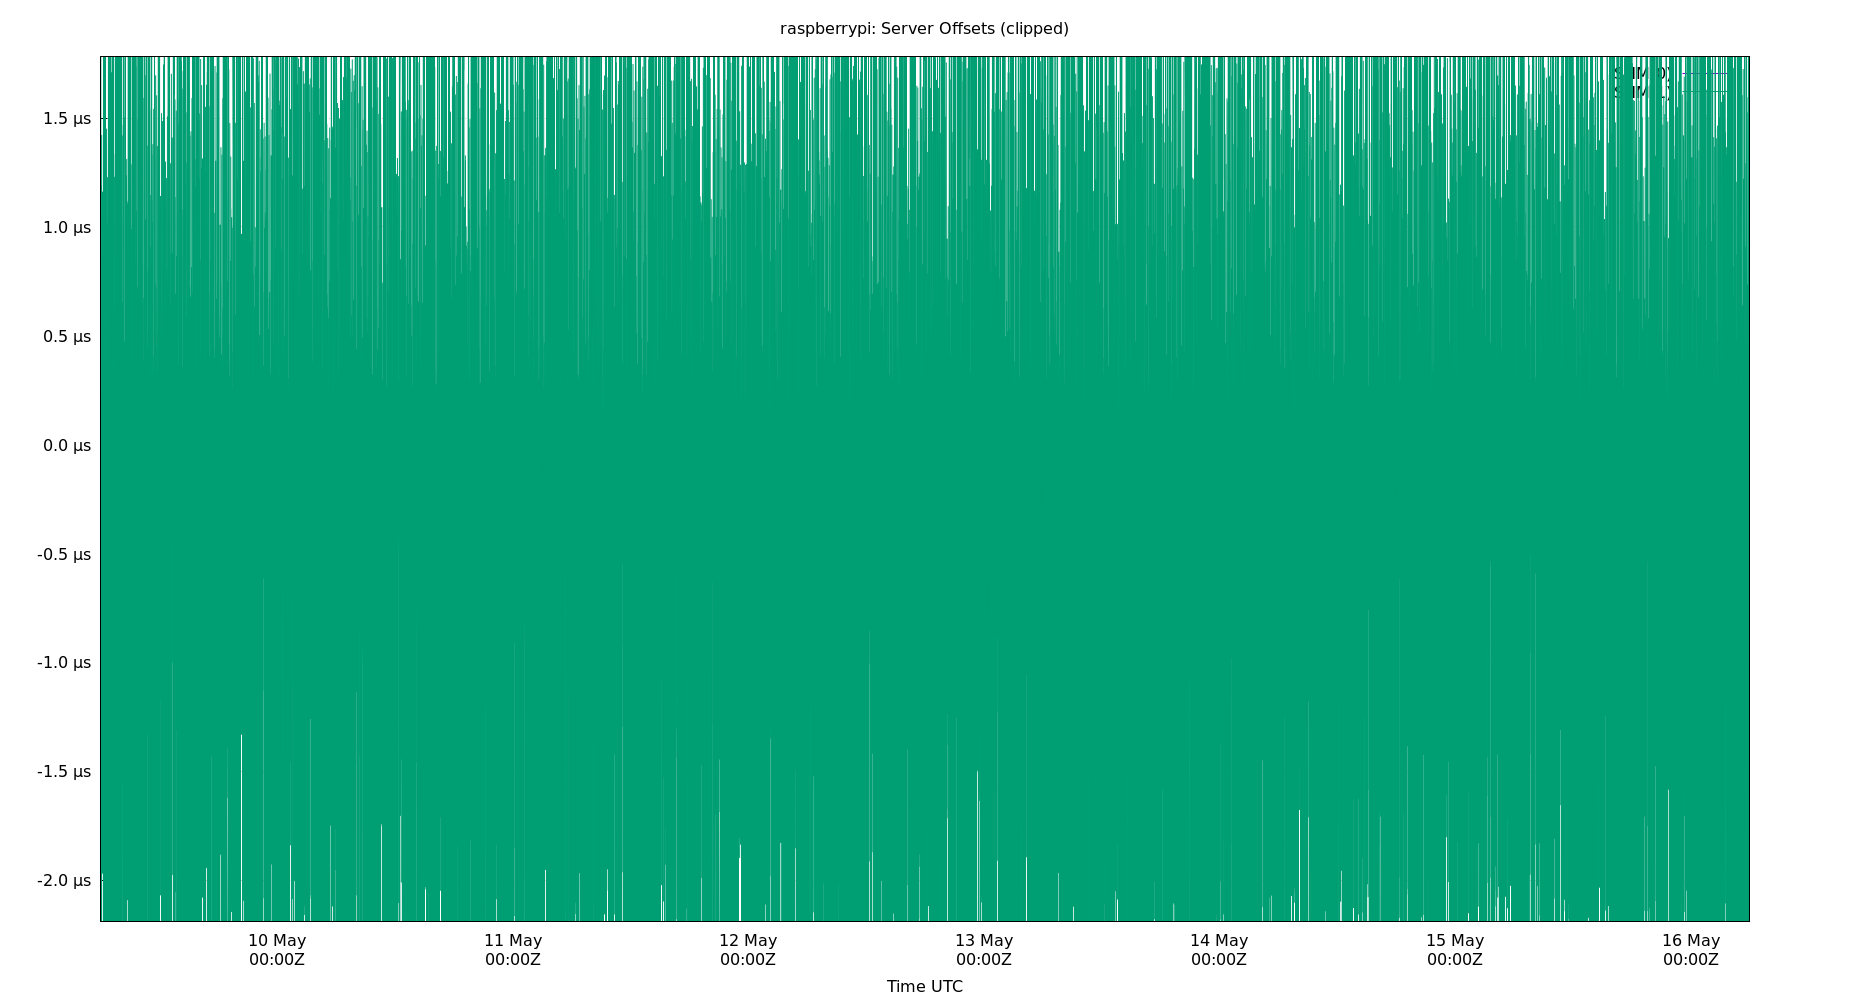 raspberrypi: Server Offsets (clipped)
1.5 µs
1.0 µs
0.5 µs
0.0 µs
-0.5 µs
-1.0 µs
-1.5 µs
-2.0 µs
10 May
00:00Z
11 May
00:00Z
12 May
00:00Z
13 May
00:00Z
14 May
00:00Z
15 May
00:00Z
16 May
00:00Z
Time UTC